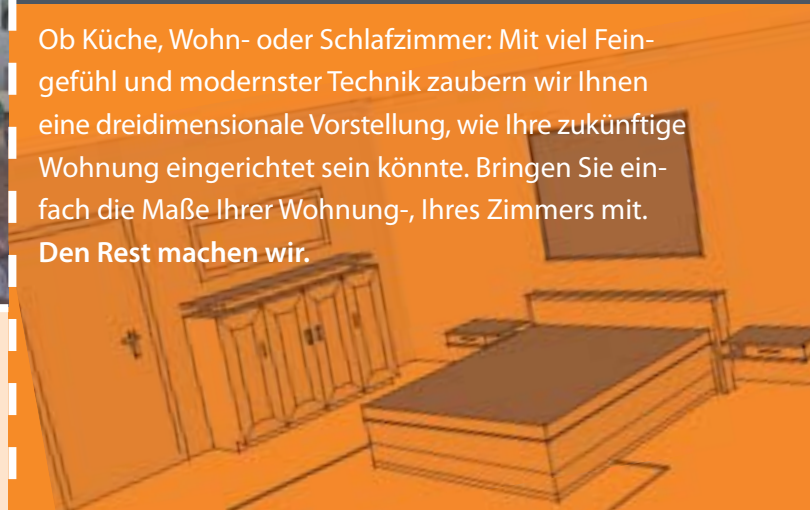 Ob Küche, Wohn- oder Schlafzimmer: Mit viel Fein-
gefühl und modernster Technik zaubern wir Ihnen
eine dreidimensionale Vorstellung, wie Ihre zukünftige
Wohnung eingerichtet sein könnte. Bringen Sie ein-
fach die Maße Ihrer Wohnung-, Ihres Zimmers mit.
Den Rest machen wir.